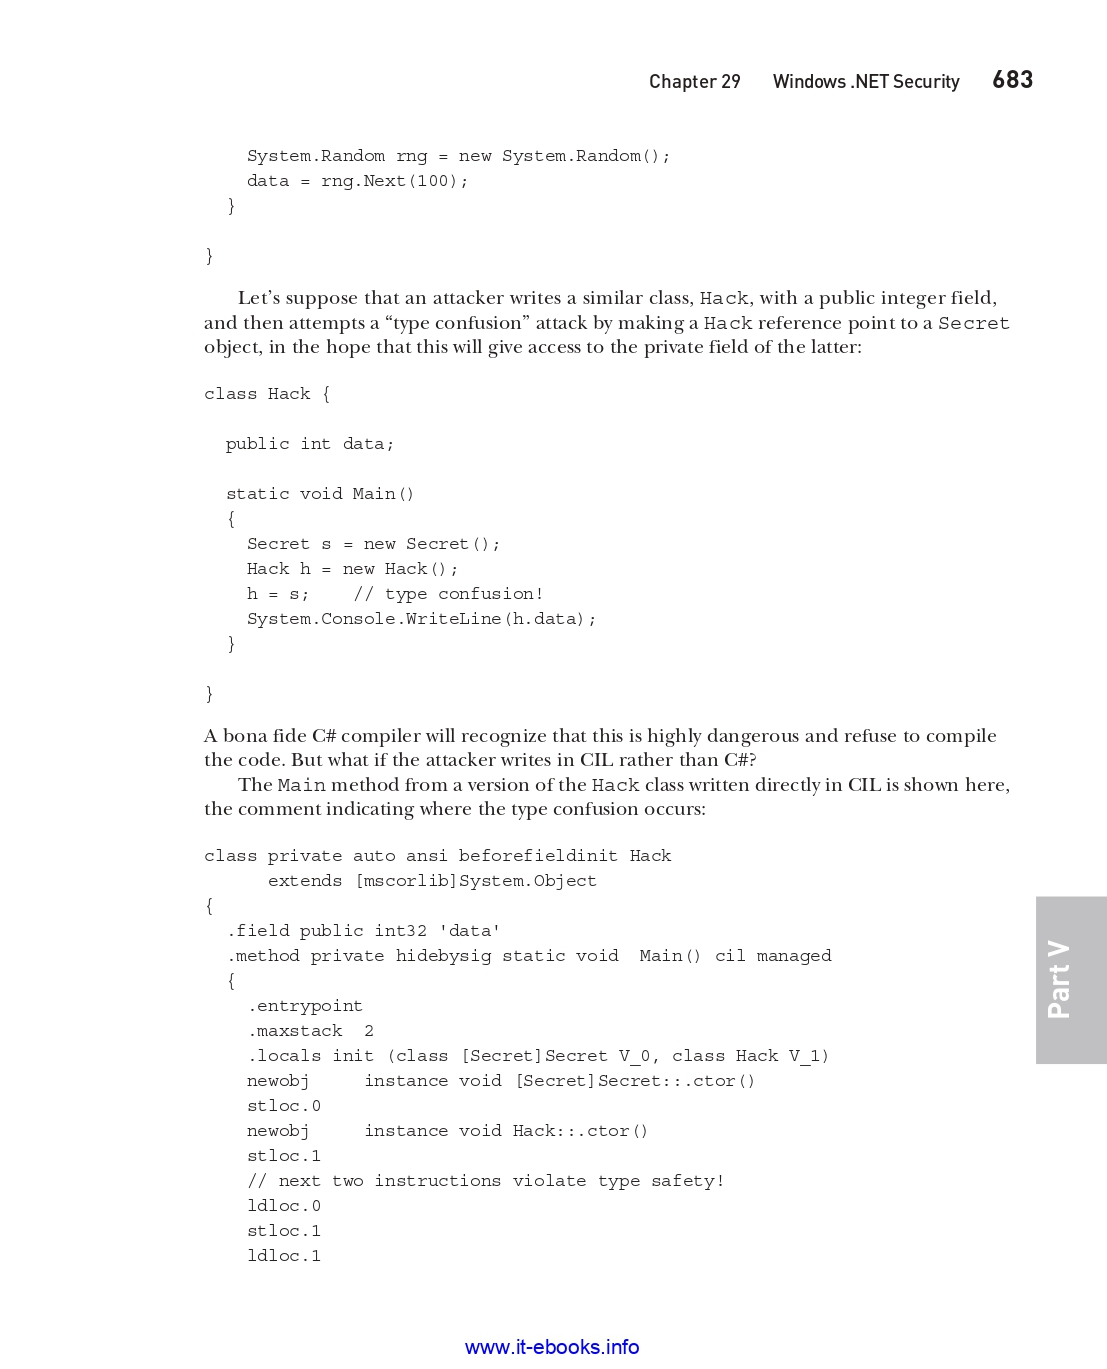 Chapter 29 Windows .NET Security 683
System.Random rng = new System.Random();
data = rng.Next(100);
}
}
Let’s suppose that an attacker writes a similar class, Hack, with a public integer field,
and then attempts a “type confusion” attack by making a Hack reference point to a Secret
object, in the hope that this will give access to the private field of the latter:
class Hack {
public int data;
static void Main()
{
Secret s = new Secret();
Hack h = new Hack();
h = s; // type confusion!
System.Console.WriteLine(h.data);
}
}
A bona fide C# compiler will recognize that this is highly dangerous and refuse to compile
the code. But what if the attacker writes in CIL rather than C#?
The Main method from a version of the Hack class written directly in CIL is shown here,
the comment indicating where the type confusion occurs:
class private auto ansi beforefieldinit Hack
extends [mscorlib]System.Object
{
.field public int32 'data'
.method private hidebysig static void Main() cil managed
{
.entrypoint
.maxstack 2
.locals init (class [Secret]Secret V_0, class Hack V_1)
newobj instance void [Secret]Secret::.ctor()
stloc.0
newobj instance void Hack::.ctor()
stloc.1
// next two instructions violate type safety!
ldloc.0
stloc.1
ldloc.1
Part V
www.it-ebooks.info